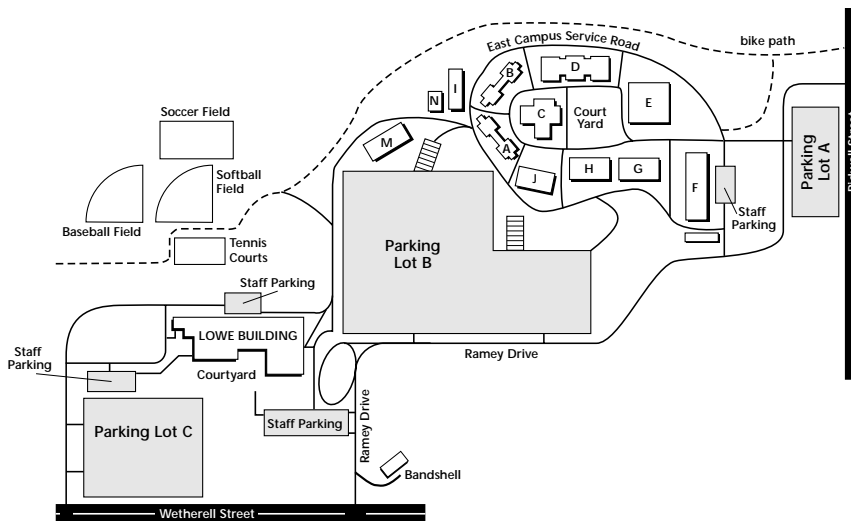 East Campus Service Road
bike path
B
D
I
N
E
C
Court
Yard
Soccer Field
Parking
Lot A
M
A
H
G
J
F
Softball
Field
Staff
Parking
Baseball Field
Tennis
Courts
Parking
Lot B
Staff Parking
LOWE BUILDING
Staff
Parking
Ramey Drive
Courtyard
Ramey Drive
Staff Parking
Parking Lot C
Bandshell
Wetherell Street